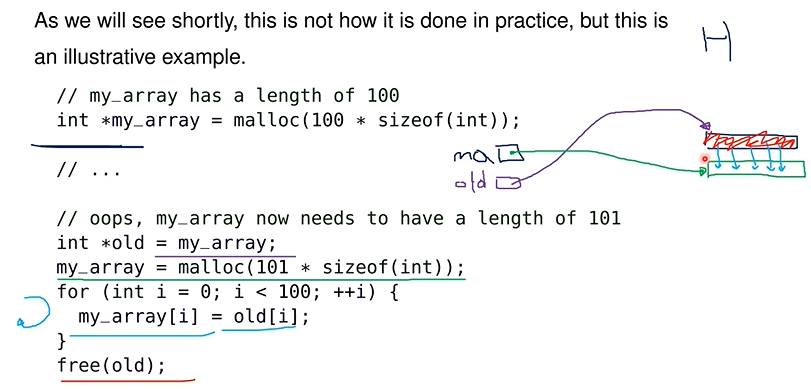 As we will see shortly, this is not how it is done in practice, but this is
an illustrative example.
H
// my_array has a length of 100
int *my_array = malloc(100 * sizeof(int));
ma
// ...
old
// oops, my_array now needs to have a length of 101
int *old = my_array;
my_array = malloc(101 * sizeof(int));
for (int i = 0; i < 100; ++i) {
my_array[i] = old[i];
}
free(old);